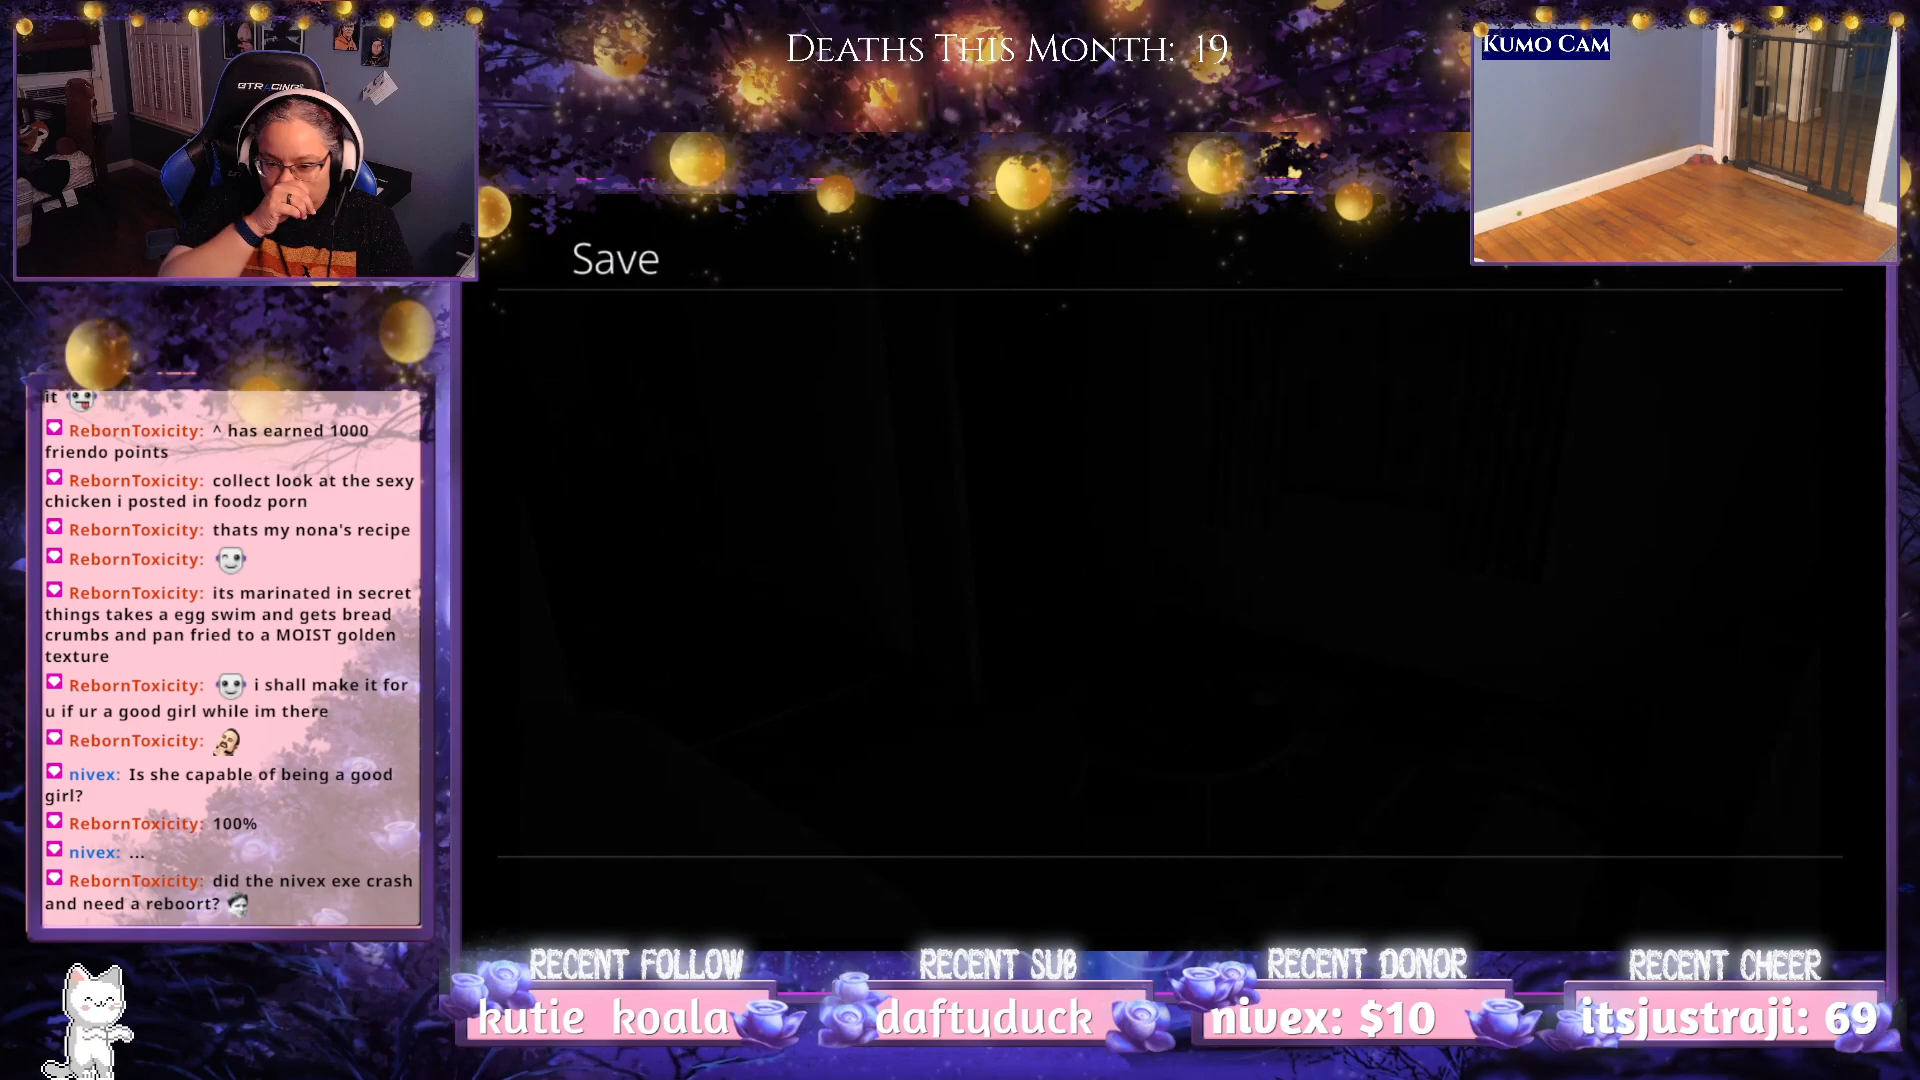 DEATHS THIS MONTH: 19
KUMO CAM
GTRACING
Save
it
RebornToxicity: ^ has earned 1000
friendo points
RebornToxicity: collect look at the sexy
chicken i posted in foodz porn
RebornToxicity: thats my nona's recipe
RebornToxicity:
RebornToxicity: its marinated in secret
things takes a egg swim and gets bread
crumbs and pan fried to a MOIST golden
texture
RebornToxicity: i shall make it for
u if ur a good girl while im there
RebornToxicity:
nivex: Is she capable of being a good
girl?
RebornToxicity: 100%
nivex: ...
RebornToxicity: did the nivex exe crash
and need a reboort?
RECENT FOLLOW
kutie_koala
RECENT SUB
daftyduck
RECENT DONOR
nivex: $10
RECENT CHEER
itsjustraji: 69